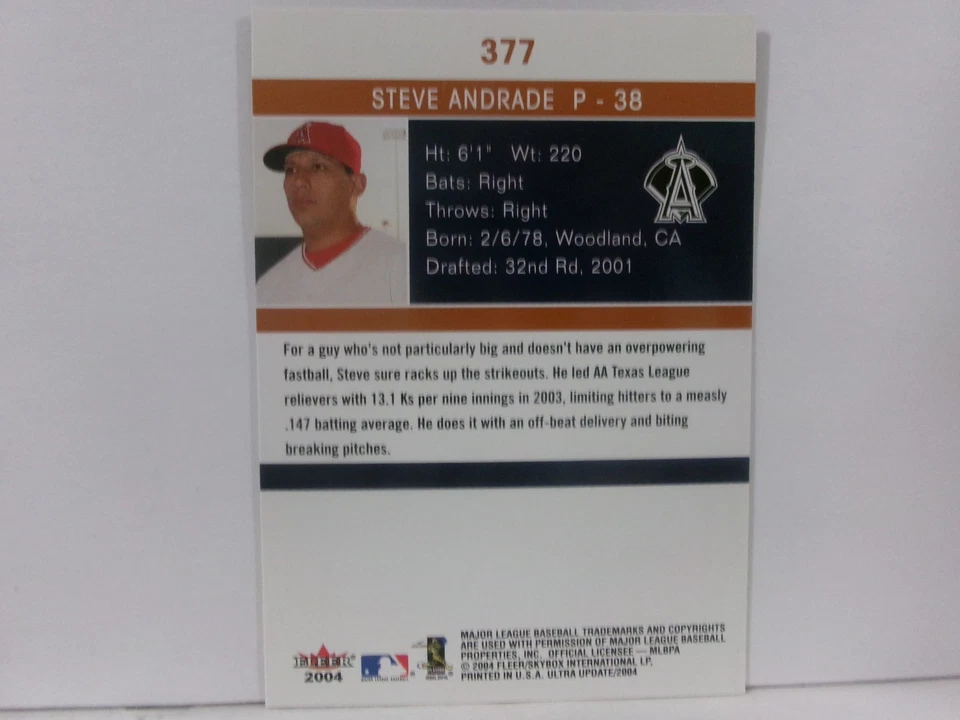 377
STEVE ANDRADE P - 38
Ht: 6'1" Wt: 220
Bats: Right
Throws: Right
Born: 2/6/78, Woodland, CA
Drafted: 32nd Rd, 2001
A
A
For a guy who's not particularly big and doesn't have an overpowering
fastball, Steve sure racks up the strikeouts. He led AA Texas League
relievers with 13.1 Ks per nine innings in 2003, limiting hitters to a measly
.147 batting average. He does it with an off-beat delivery and biting
breaking pitches.
FLEER
2004
MAJOR LEAGUE BASEBALL TRADEMARKS AND COPYRIGHTS
ARE USED WITH PERMISSION OF MAJOR LEAGUE BASEBALL
PROPERTIES, INC. OFFICIAL LICENSEE — MLBPA
© 2004 FLEER/SKYBOX INTERNATIONAL LP.
PRINTED IN U.S.A. ULTRA UPDATE/2004